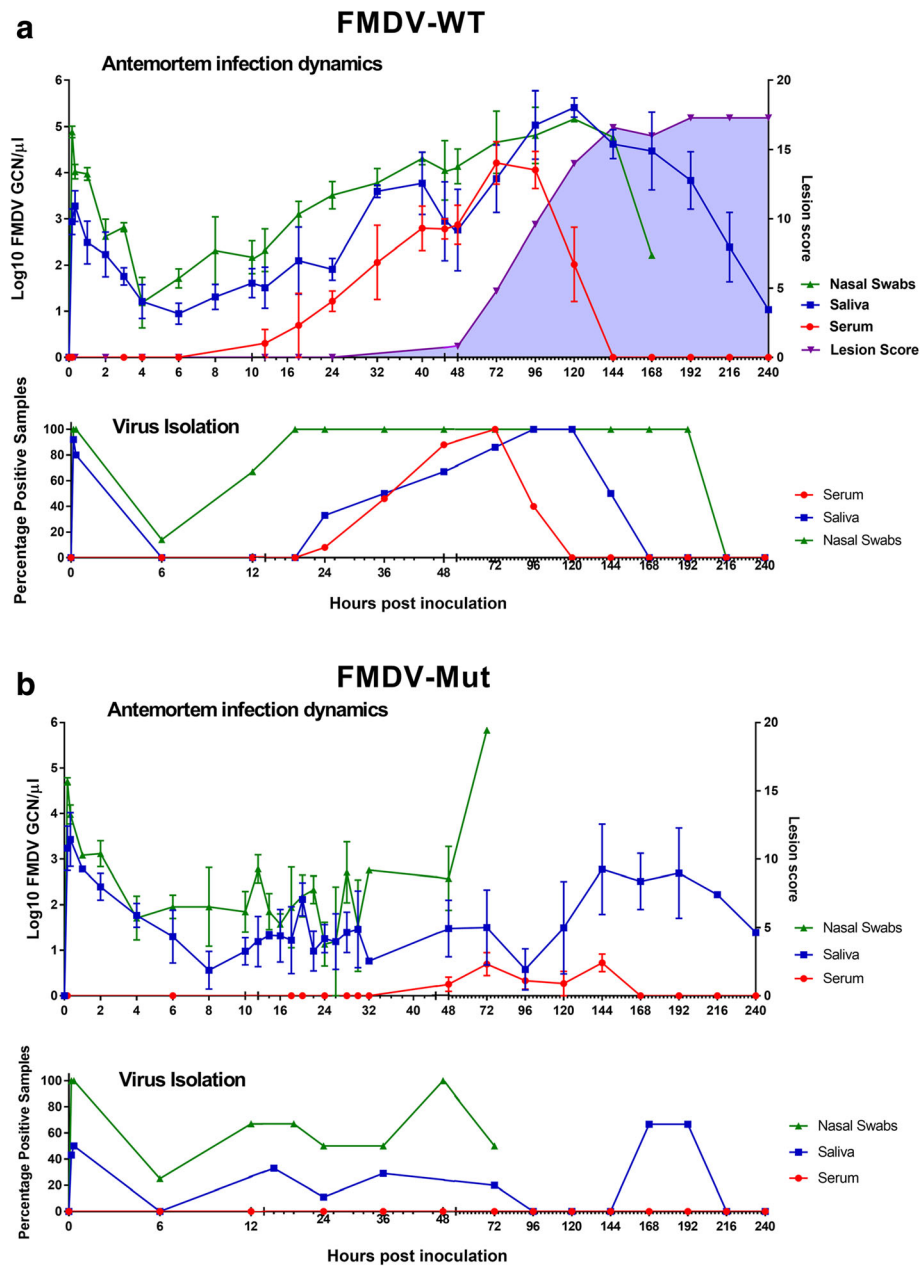 a
FMDV-WT
Antemortem infection dynamics
Log10 FMDV GCN/µl
6
5
4
3
2
1
0
20
15
10
5
0
Lesion score
0 2 4 6 8 10 16 24 32 40 48 72 96 120 144 168 192 216 240
Nasal Swabs
Saliva
Serum
Lesion Score
Virus Isolation
Percentage Positive Samples
100
80
60
40
20
0
0 6 12 24 36 48 72 96 120 144 168 192 216 240
Serum
Saliva
Nasal Swabs
Hours post inoculation
b
FMDV-Mut
Antemortem infection dynamics
Log10 FMDV GCN/µl
6
5
4
3
2
1
0
20
15
10
5
0
Lesion score
0 2 4 6 8 10 16 24 32 48 72 96 120 144 168 192 216 240
Nasal Swabs
Saliva
Serum
Virus Isolation
Percentage Positive Samples
100
80
60
40
20
0
0 6 12 24 36 48 72 96 120 144 168 192 216 240
Nasal Swabs
Saliva
Serum
Hours post inoculation